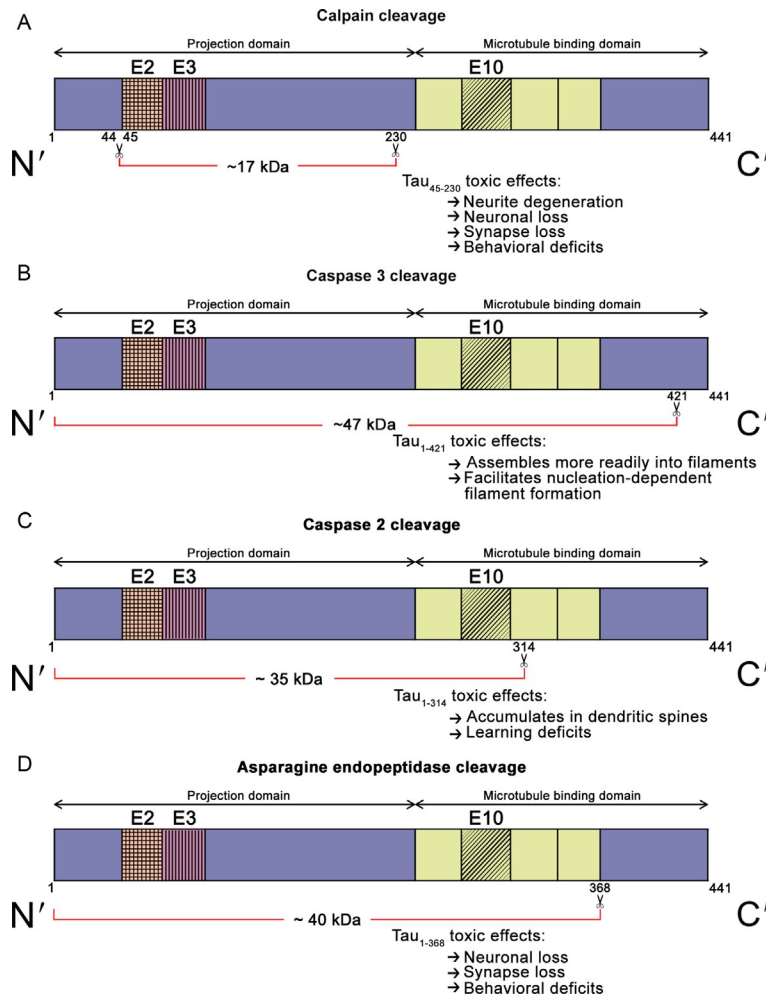 A
Calpain cleavage
Projection domain Microtubule binding domain
E2 E3 E10
1 44 45 230 441
N' C'
~17 kDa
Tau45-230 toxic effects:
→ Neurite degeneration
→ Neuronal loss
→ Synapse loss
→ Behavioral deficits
B
Caspase 3 cleavage
Projection domain Microtubule binding domain
E2 E3 E10
1 421 441
N' C'
~47 kDa
Tau1-421 toxic effects:
→ Assembles more readily into filaments
→ Facilitates nucleation-dependent
filament formation
C
Caspase 2 cleavage
Projection domain Microtubule binding domain
E2 E3 E10
1 314 441
N' C'
~ 35 kDa
Tau1-314 toxic effects:
→ Accumulates in dendritic spines
→ Learning deficits
D
Asparagine endopeptidase cleavage
Projection domain Microtubule binding domain
E2 E3 E10
1 368 441
N' C'
~ 40 kDa
Tau1-368 toxic effects:
→ Neuronal loss
→ Synapse loss
→ Behavioral deficits